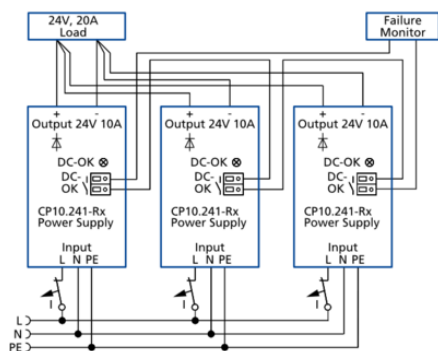 24V, 20A
Load
Failure
Monitor
+ -
Output 24V 10A
DC-OK
DC-
OK
CP10.241-Rx
Power Supply
Input
L N PE
I
+ -
Output 24V 10A
DC-OK
DC-
OK
CP10.241-Rx
Power Supply
Input
L N PE
I
+ -
Output 24V 10A
DC-OK
DC-
OK
CP10.241-Rx
Power Supply
Input
L N PE
I
L
N
PE